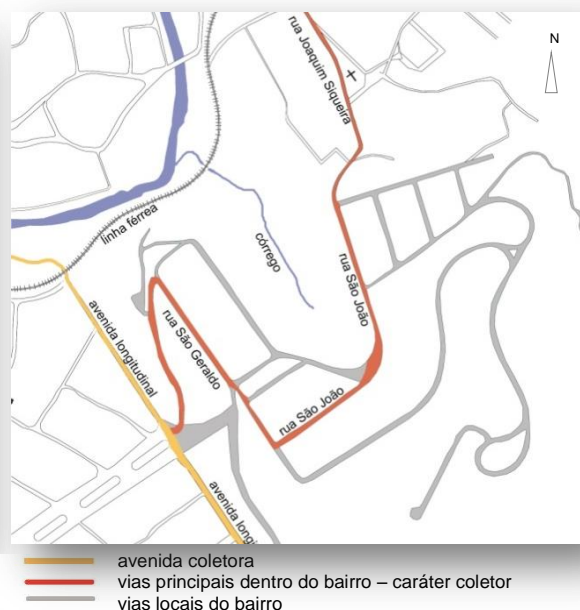 N
rua Joaquim Siqueira
linha férrea
córrego
rua São João
avenida longitudinal
rua São Geraldo
rua São João
avenida longi
avenida coletora
vias principais dentro do bairro – caráter coletor
vias locais do bairro